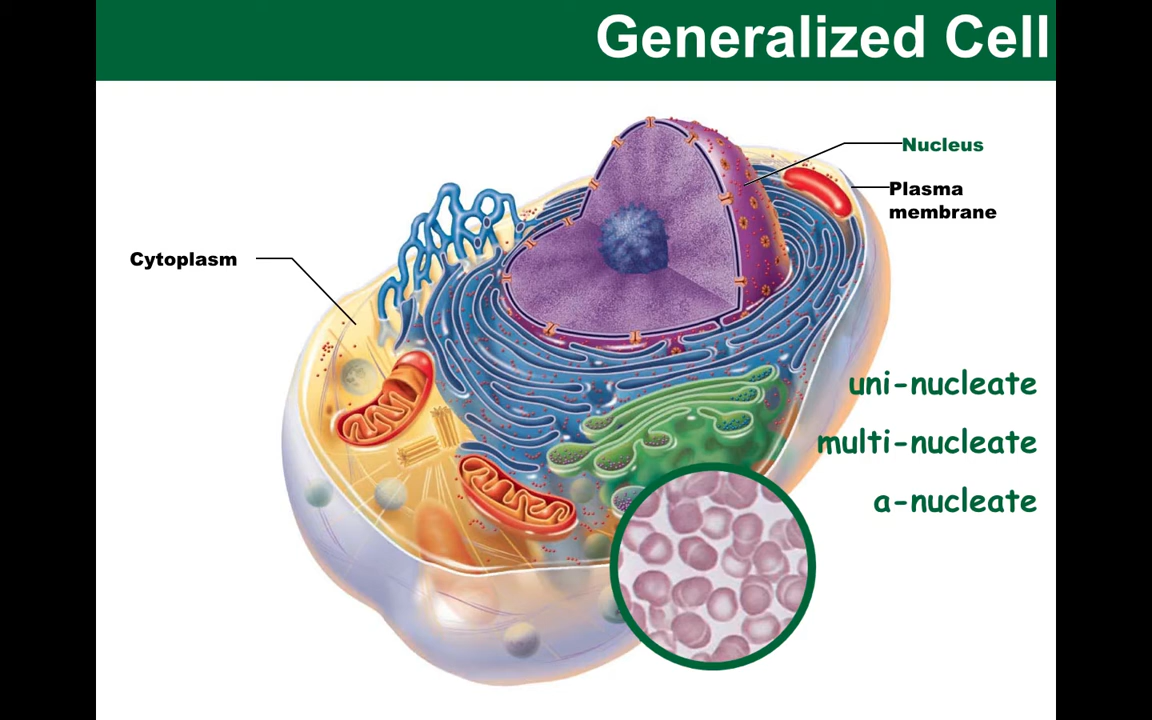 Generalized Cell
Nucleus
Plasma
membrane
Cytoplasm
uni-nucleate
multi-nucleate
a-nucleate